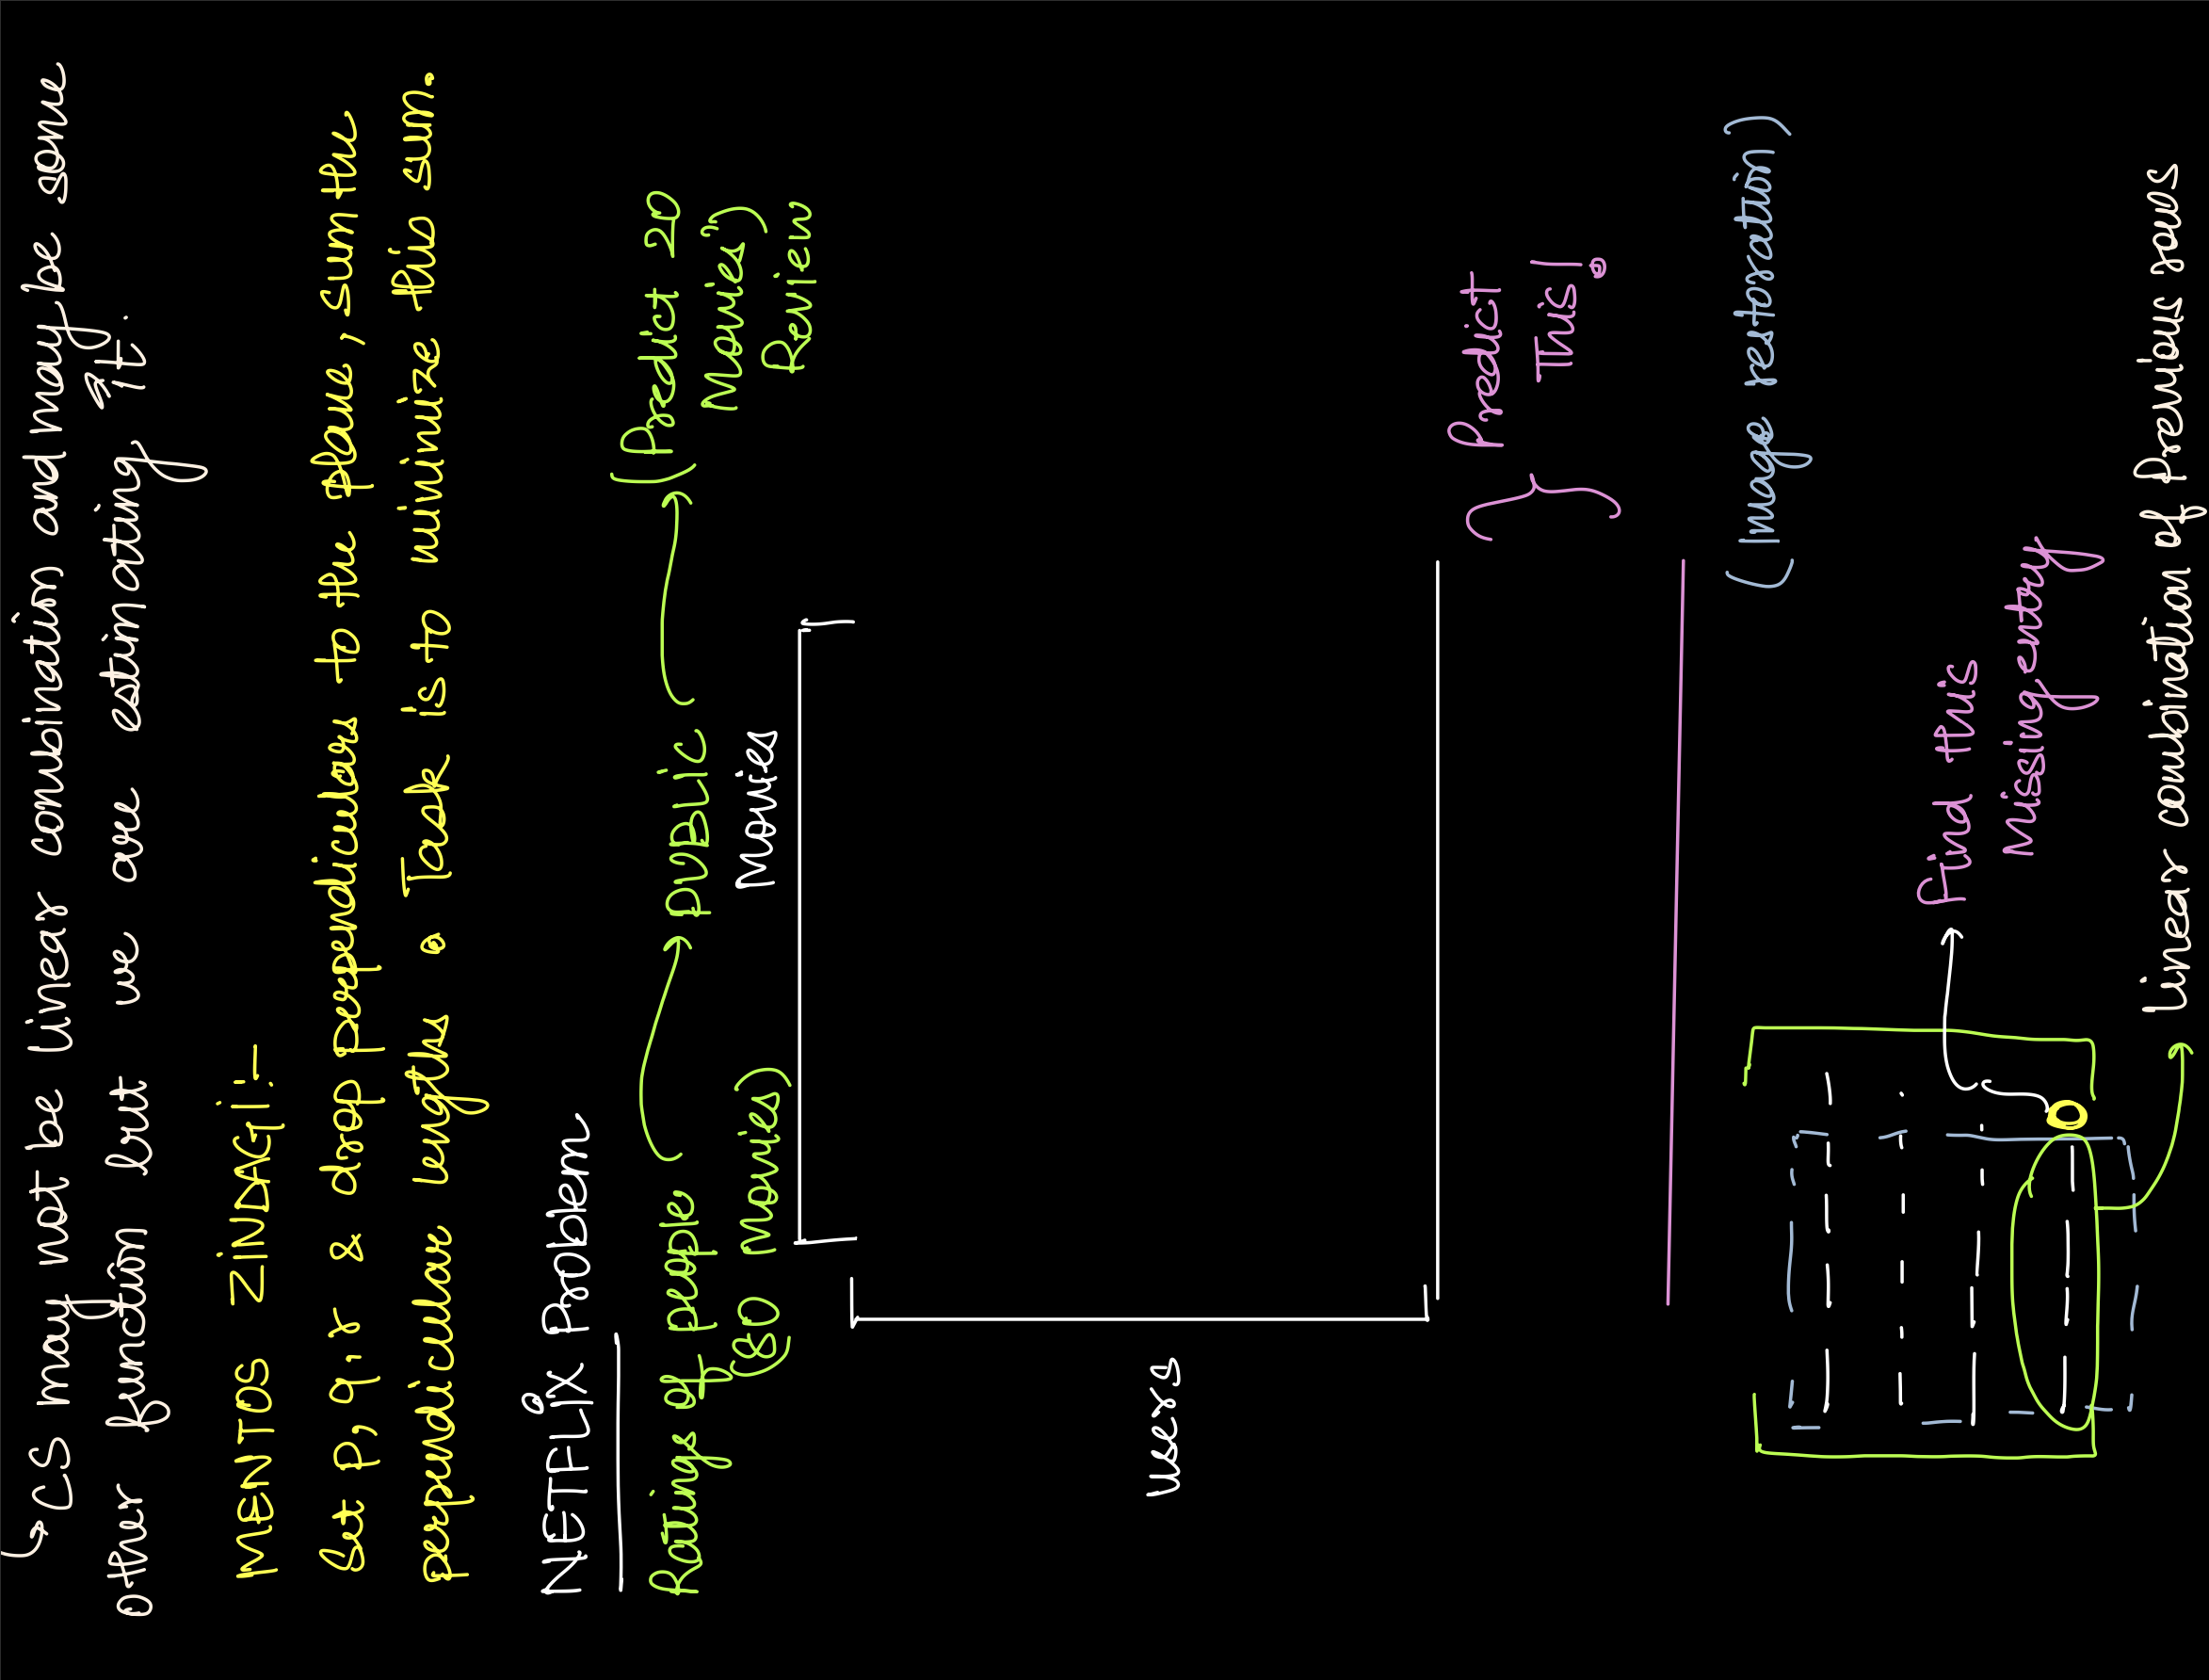 ↳ CS may not be linear combination and may be some
other function but we are estimating it.
MENTOS ZINDAGI:-
Set p, q, r & drop perpendiculars to the plane, sum the
perpendicular lengths. Task is to minimize this sum.
NETFLIX Problem
Ratings of people → PUBLIC → (Predict 20
(80 movies)
Movies")
Review
Movies
users
} Predict
This!
(Image restoration)
Find this
Missing entry
linear combination of Previous rows